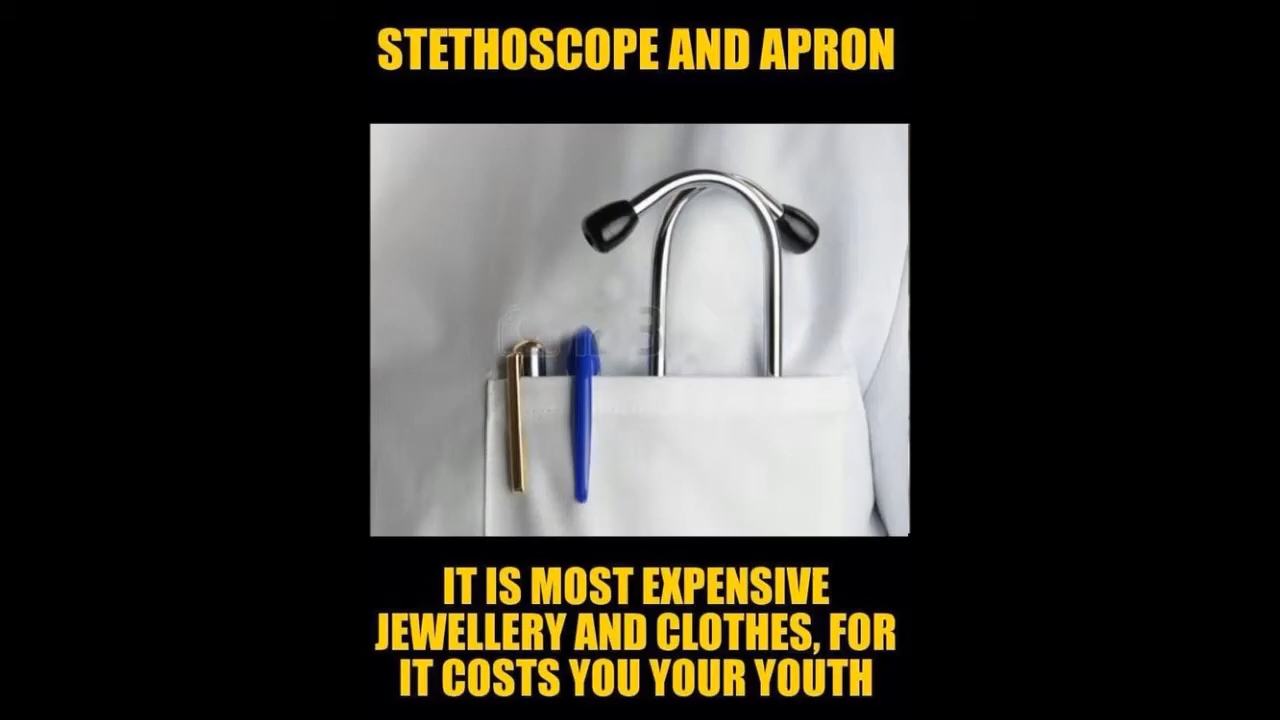 STETHOSCOPE AND APRON
IT IS MOST EXPENSIVE
JEWELLERY AND CLOTHES, FOR
IT COSTS YOU YOUR YOUTH